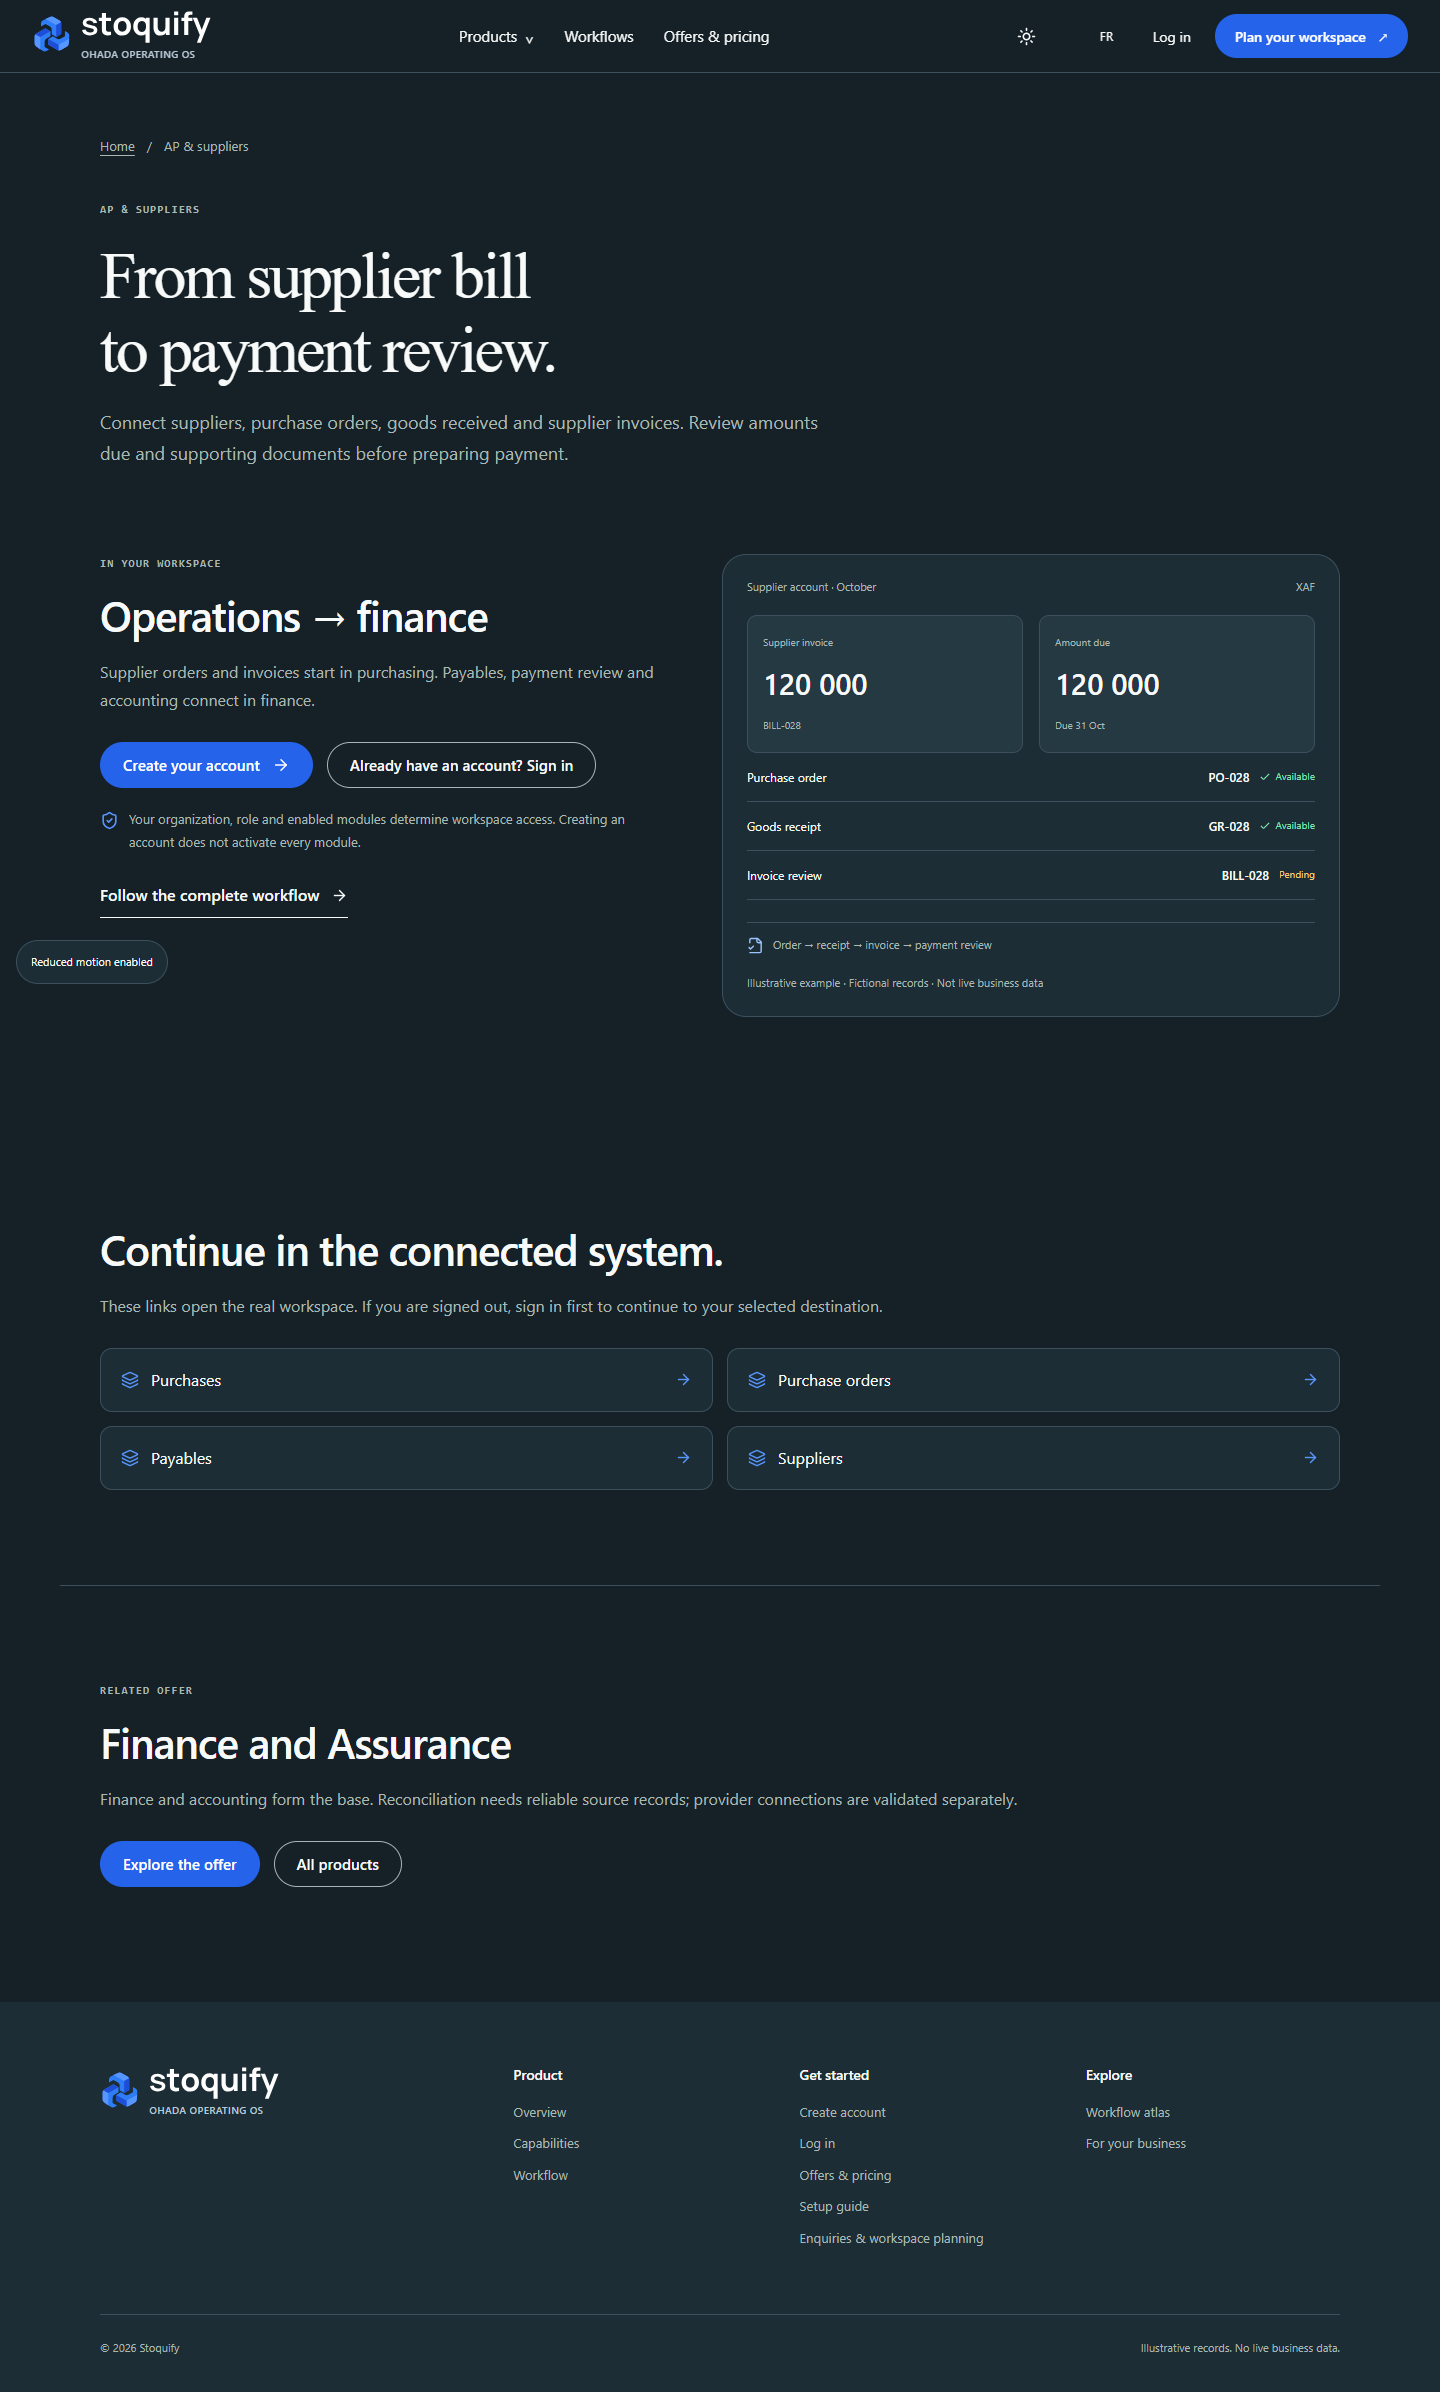 stoquify
OHADA OPERATING OS
Products
Workflows
Offers & pricing
FR
Log in
Plan your workspace ↗
Home / AP & suppliers
AP & SUPPLIERS
From supplier bill
to payment review.
Connect suppliers, purchase orders, goods received and supplier invoices. Review amounts
due and supporting documents before preparing payment.
IN YOUR WORKSPACE
Operations → finance
Supplier orders and invoices start in purchasing. Payables, payment review and
accounting connect in finance.
Create your account →
Already have an account? Sign in
Your organization, role and enabled modules determine workspace access. Creating an
account does not activate every module.
Follow the complete workflow →
Reduced motion enabled
Supplier account · October
XAF
Supplier invoice
120 000
BILL-028
Amount due
120 000
Due 31 Oct
Purchase order PO-028 ✓ Available
Goods receipt GR-028 ✓ Available
Invoice review BILL-028 Pending
Order → receipt → invoice → payment review
Illustrative example · Fictional records · Not live business data
Continue in the connected system.
These links open the real workspace. If you are signed out, sign in first to continue to your selected destination.
Purchases →
Purchase orders →
Payables →
Suppliers →
RELATED OFFER
Finance and Assurance
Finance and accounting form the base. Reconciliation needs reliable source records; provider connections are validated separately.
Explore the offer
All products
stoquify
OHADA OPERATING OS
Product
Overview
Capabilities
Workflow
Get started
Create account
Log in
Offers & pricing
Setup guide
Enquiries & workspace planning
Explore
Workflow atlas
For your business
© 2026 Stoquify
Illustrative records. No live business data.